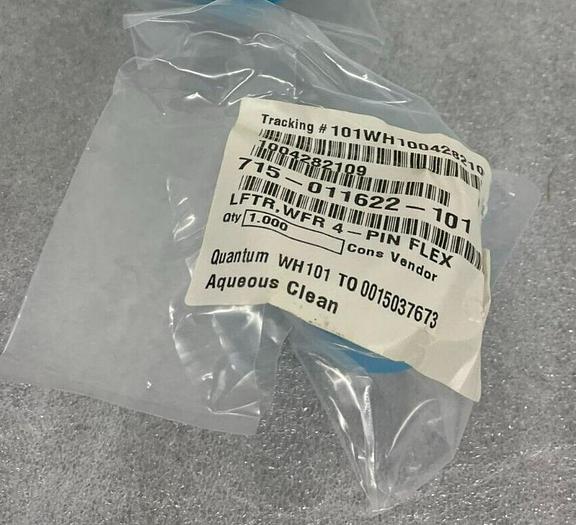 Tracking # 101WH100428210
1004282109
715-011622-101
LFTR,WFR 4-PIN FLEX
Qty 1.000 Cons Vendor
Quantum WH101 TO 0015037673
Aqueous Clean